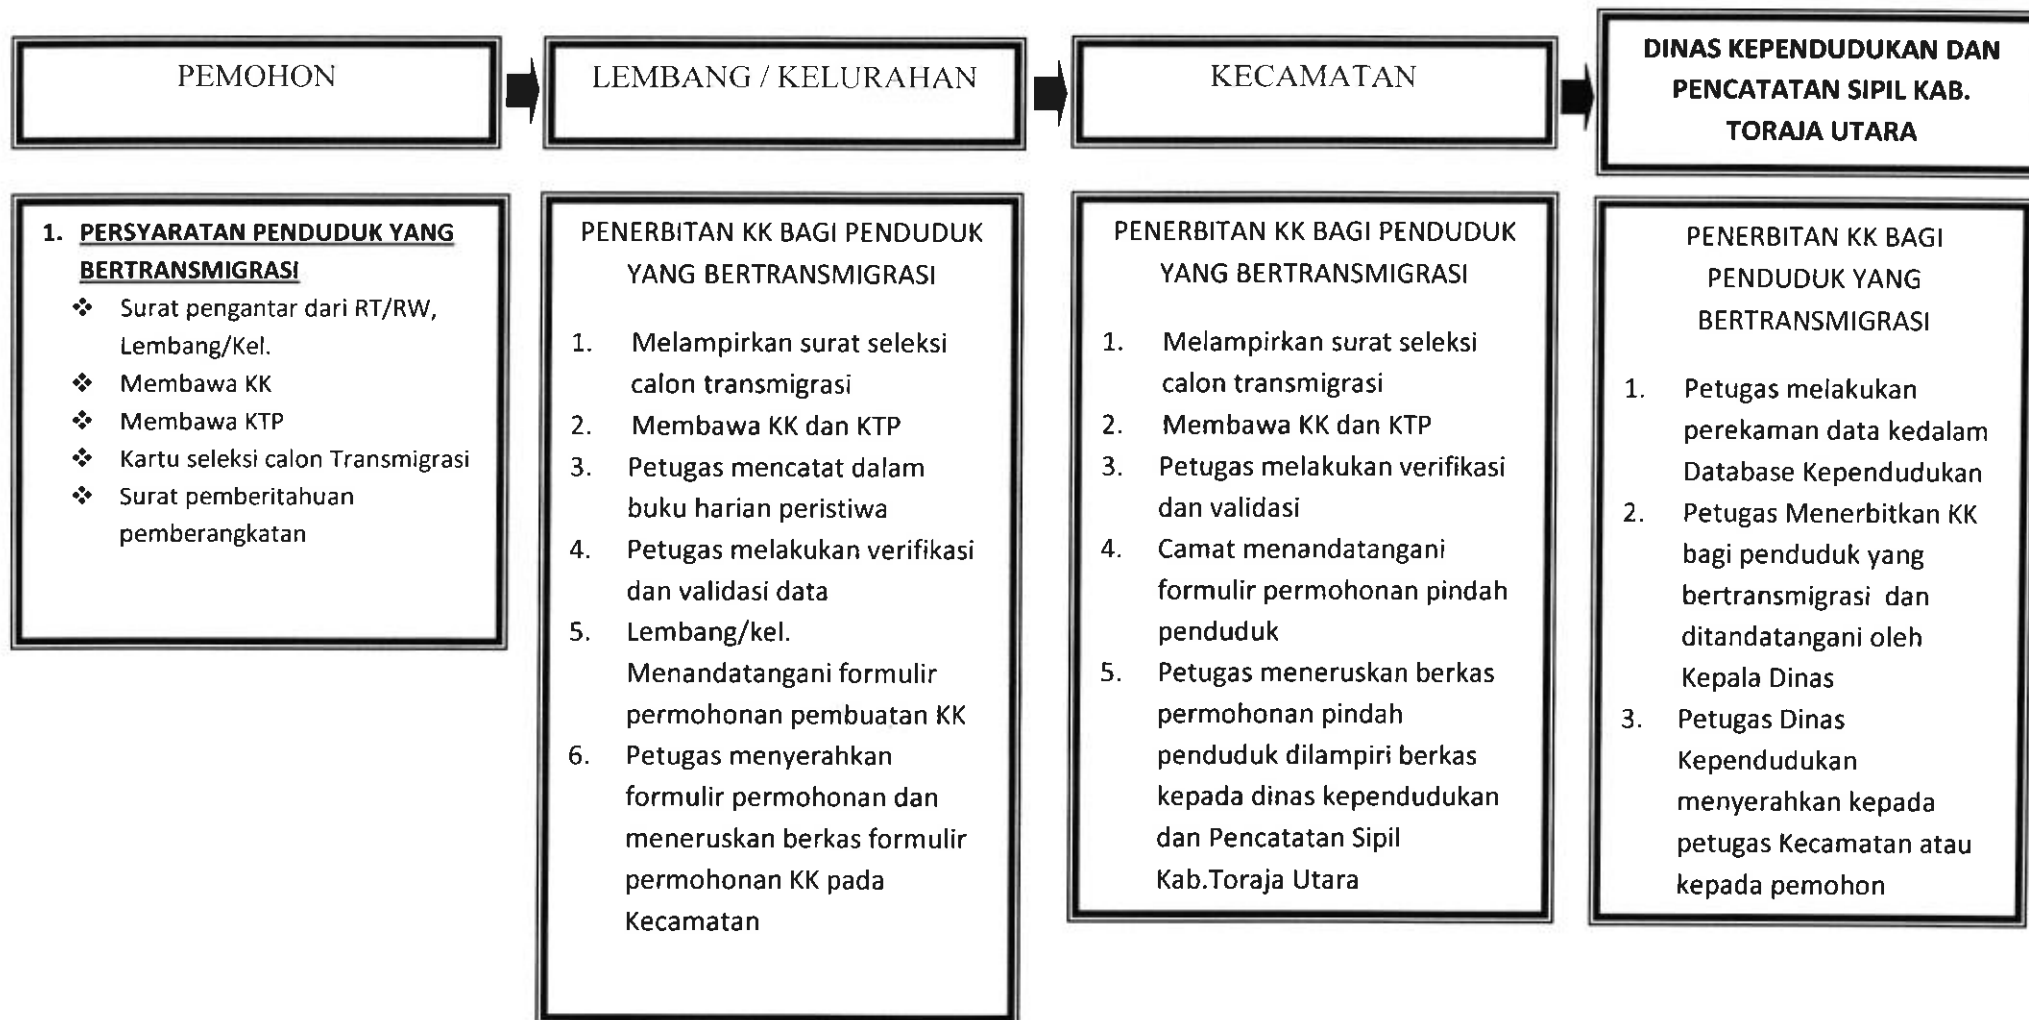 PEMOHON
LEMBANG / KELURAHAN
KECAMATAN
DINAS KEPENDUDUKAN DAN
PENCATATAN SIPIL KAB.
TORAJA UTARA
1. PERSYARATAN PENDUDUK YANG
BERTRANSMIGRASI
❖ Surat pengantar dari RT/RW,
Lembang/Kel.
❖ Membawa KK
❖ Membawa KTP
❖ Kartu seleksi calon Transmigrasi
❖ Surat pemberitahuan
pemberangkatan
PENERBITAN KK BAGI PENDUDUK
YANG BERTRANSMIGRASI
1. Melampirkan surat seleksi
calon transmigrasi
2. Membawa KK dan KTP
3. Petugas mencatat dalam
buku harian peristiwa
4. Petugas melakukan verifikasi
dan validasi data
5. Lembang/kel.
Menandatangani formulir
permohonan pembuatan KK
6. Petugas menyerahkan
formulir permohonan dan
meneruskan berkas formulir
permohonan KK pada
Kecamatan
PENERBITAN KK BAGI PENDUDUK
YANG BERTRANSMIGRASI
1. Melampirkan surat seleksi
calon transmigrasi
2. Membawa KK dan KTP
3. Petugas melakukan verifikasi
dan validasi
4. Camat menandatangani
formulir permohonan pindah
penduduk
5. Petugas meneruskan berkas
permohonan pindah
penduduk dilampiri berkas
kepada dinas kependudukan
dan Pencatatan Sipil
Kab.Toraja Utara
PENERBITAN KK BAGI
PENDUDUK YANG
BERTRANSMIGRASI
1. Petugas melakukan
perekaman data kedalam
Database Kependudukan
2. Petugas Menerbitkan KK
bagi penduduk yang
bertransmigrasi dan
ditandatangani oleh
Kepala Dinas
3. Petugas Dinas
Kependudukan
menyerahkan kepada
petugas Kecamatan atau
kepada pemohon